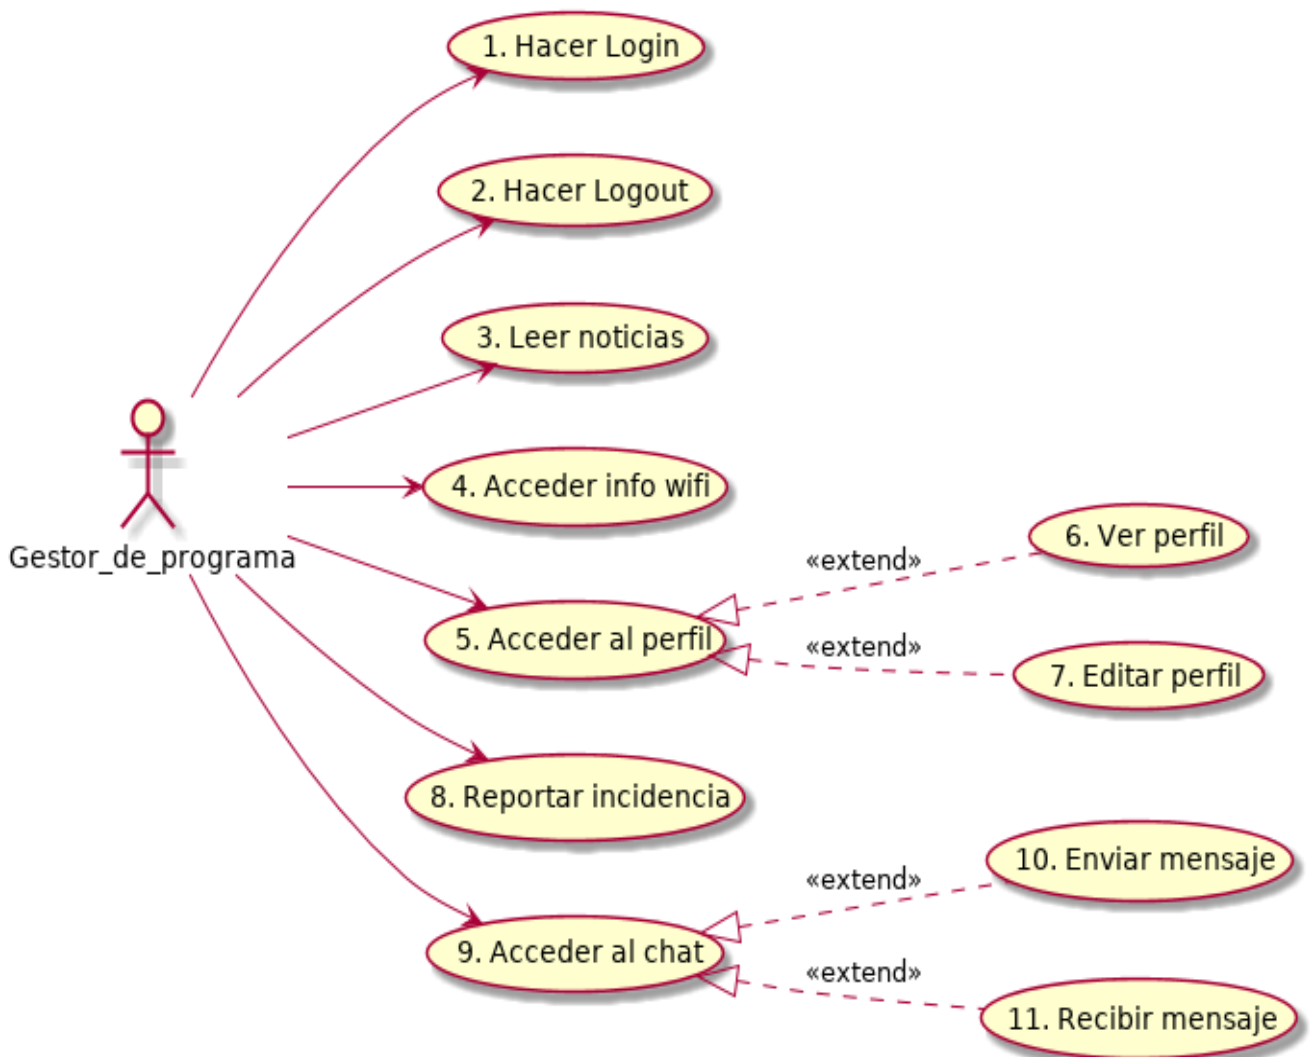 1. Hacer Login
2. Hacer Logout
3. Leer noticias
4. Acceder info wifi
Gestor_de_programa
«extend»
6. Ver perfil
5. Acceder al perfil
«extend»
7. Editar perfil
8. Reportar incidencia
«extend»
10. Enviar mensaje
9. Acceder al chat
«extend»
11. Recibir mensaje